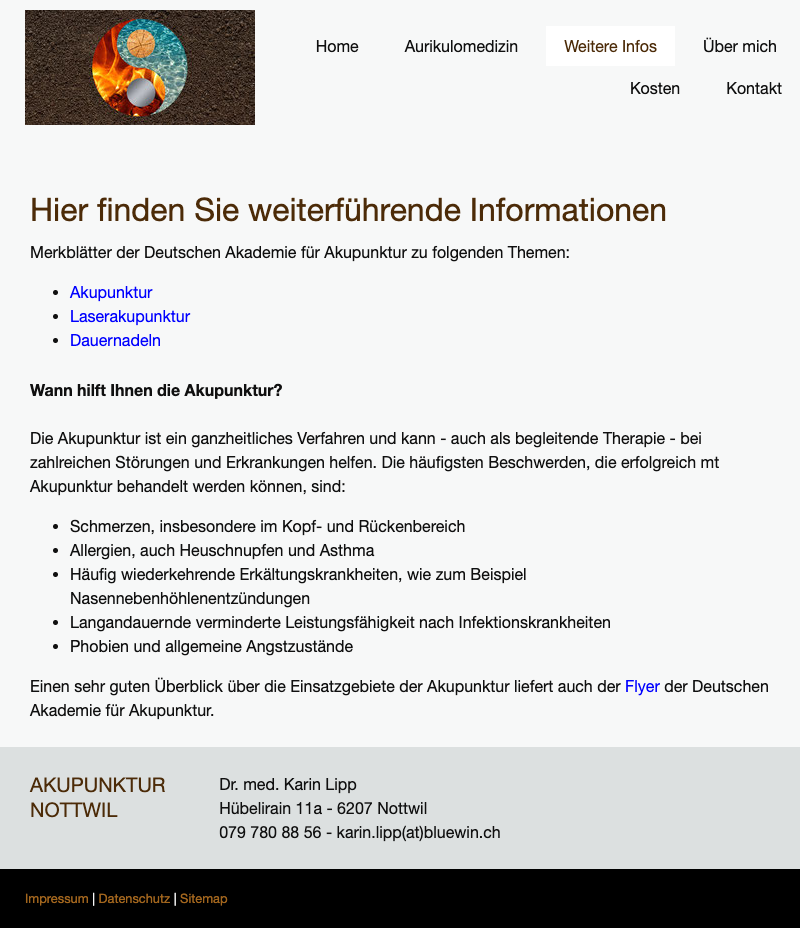 Home Aurikulomedizin Weitere Infos Über mich
Kosten Kontakt
Hier finden Sie weiterführende Informationen
Merkblätter der Deutschen Akademie für Akupunktur zu folgenden Themen:
• Akupunktur
• Laserakupunktur
• Dauernadeln
Wann hilft Ihnen die Akupunktur?
Die Akupunktur ist ein ganzheitliches Verfahren und kann - auch als begleitende Therapie - bei
zahlreichen Störungen und Erkrankungen helfen. Die häufigsten Beschwerden, die erfolgreich mt
Akupunktur behandelt werden können, sind:
• Schmerzen, insbesondere im Kopf- und Rückenbereich
• Allergien, auch Heuschnupfen und Asthma
• Häufig wiederkehrende Erkältungskrankheiten, wie zum Beispiel
Nasennebenhöhlenentzündungen
• Langandauernde verminderte Leistungsfähigkeit nach Infektionskrankheiten
• Phobien und allgemeine Angstzustände
Einen sehr guten Überblick über die Einsatzgebiete der Akupunktur liefert auch der Flyer der Deutschen
Akademie für Akupunktur.
AKUPUNKTUR
NOTTWIL
Dr. med. Karin Lipp
Hübelirain 11a - 6207 Nottwil
079 780 88 56 - karin.lipp(at)bluewin.ch
Impressum | Datenschutz | Sitemap